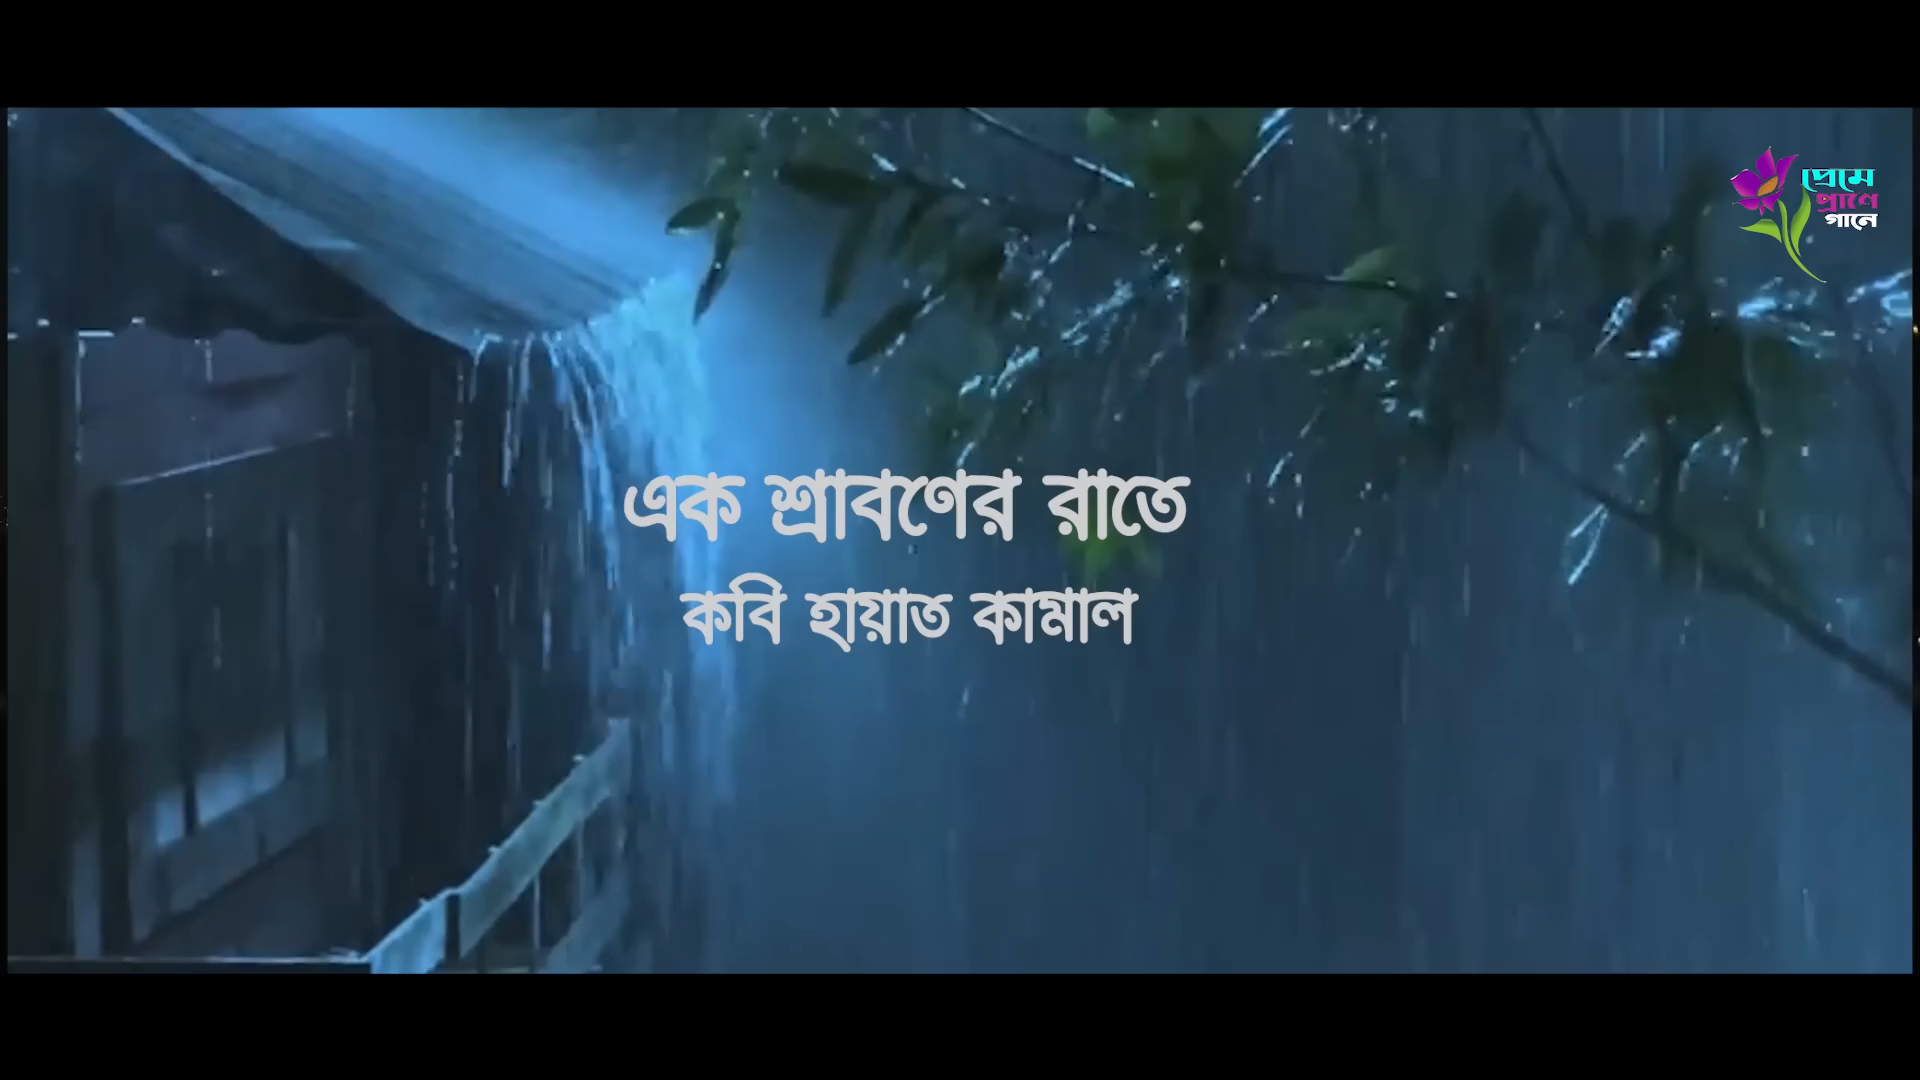 প্রেমে
প্রাণে
গানে
এক শ্রাবণের রাতে
কবি হায়াত কামাল